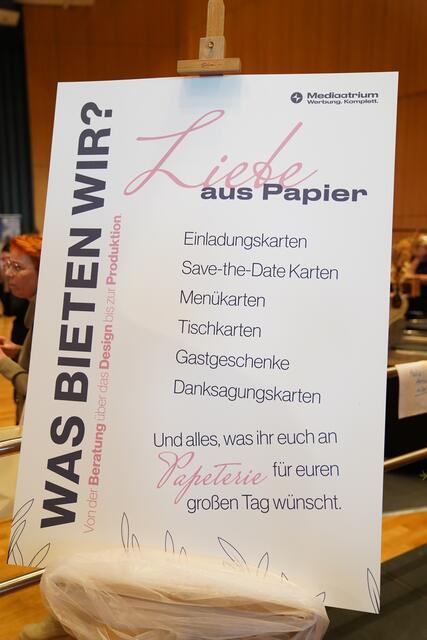 Mediaatrium
Werbung. Komplett.
WAS BIETEN WIR?
Von der Beratung über das Design bis zur Produktion.
Liebe
aus Papier
Einladungskarten
Save-the-Date Karten
Menükarten
Tischkarten
Gastgeschenke
Danksagungskarten
Und alles, was ihr euch an
Papeterie für euren
großen Tag wünscht.